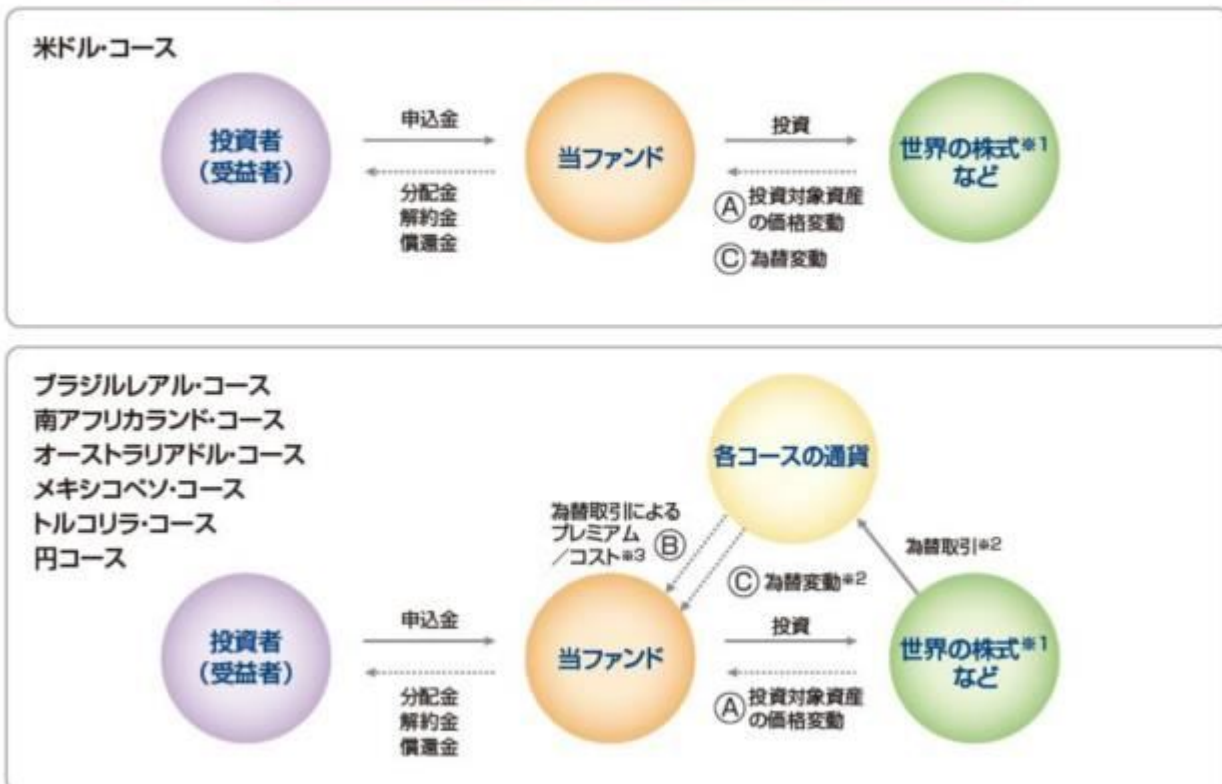 米ドル・コース
投資者
(受益者)
申込金
分配金
解約金
償還金
当ファンド
投資
Ⓐ投資対象資産
の価格変動
Ⓒ為替変動
世界の株式※1
など
ブラジルレアル・コース
南アフリカランド・コース
オーストラリアドル・コース
メキシコペソ・コース
トルコリラ・コース
円コース
各コースの通貨
為替取引による
プレミアム
/コスト※3 Ⓑ
Ⓒ為替変動※2
為替取引※2
投資者
(受益者)
申込金
分配金
解約金
償還金
当ファンド
投資
Ⓐ投資対象資産
の価格変動
世界の株式※1
など